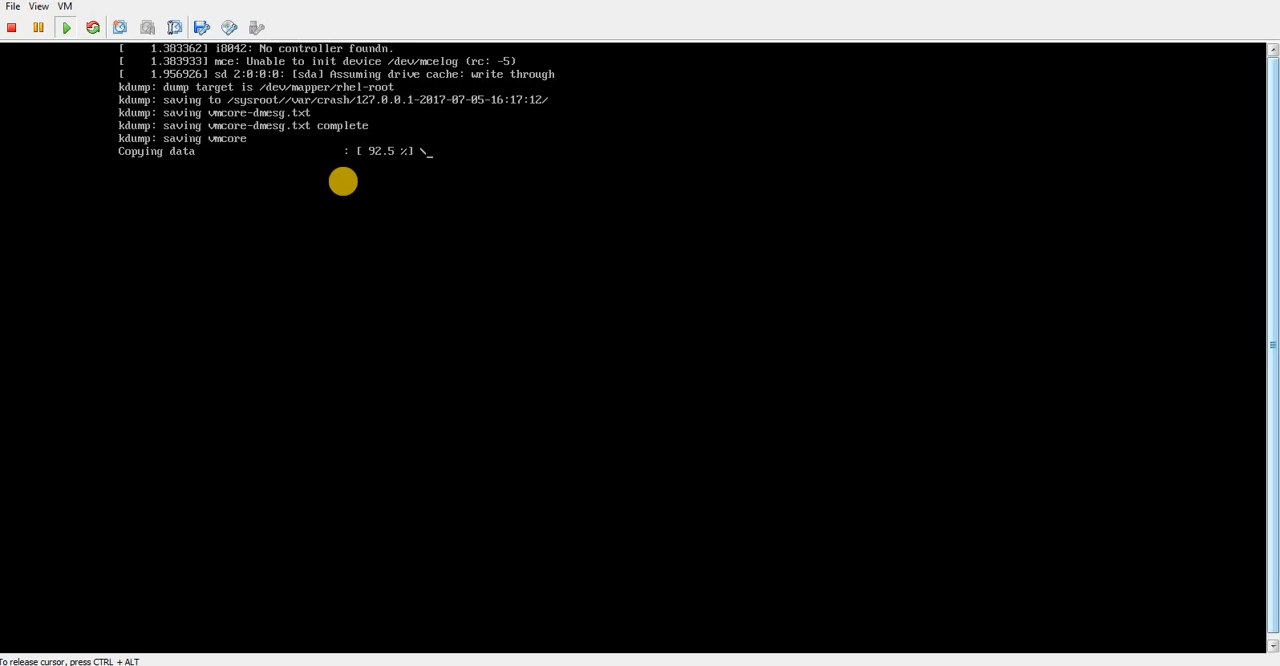 File View VM
[    1.383362] i8042: No controller foundn.
[    1.383933] mce: Unable to init device /dev/mcelog (rc: -5)
[    1.956926] sd 2:0:0:0: [sda] Assuming drive cache: write through
kdump: dump target is /dev/mapper/rhel-root
kdump: saving to /sysroot//var/crash/127.0.0.1-2017-07-05-16:17:12/
kdump: saving vmcore-dmesg.txt
kdump: saving vmcore-dmesg.txt complete
kdump: saving vmcore
Copying data                       : [ 92.5 %] \_
To release cursor, press CTRL + ALT